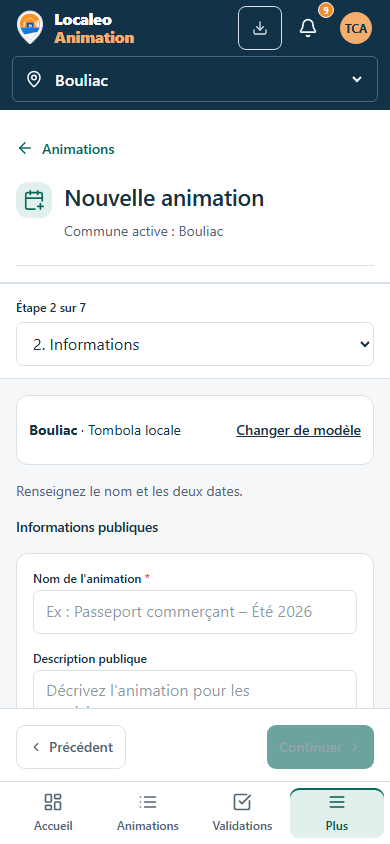 Localeo
Animation
9
TCA
Bouliac
Animations
Nouvelle animation
Commune active : Bouliac
Étape 2 sur 7
2. Informations
Bouliac · Tombola locale
Changer de modèle
Renseignez le nom et les deux dates.
Informations publiques
Nom de l'animation *
Ex : Passeport commerçant – Été 2026
Description publique
Décrivez l'animation pour les
Précédent
Continuer
Accueil
Animations
Validations
Plus